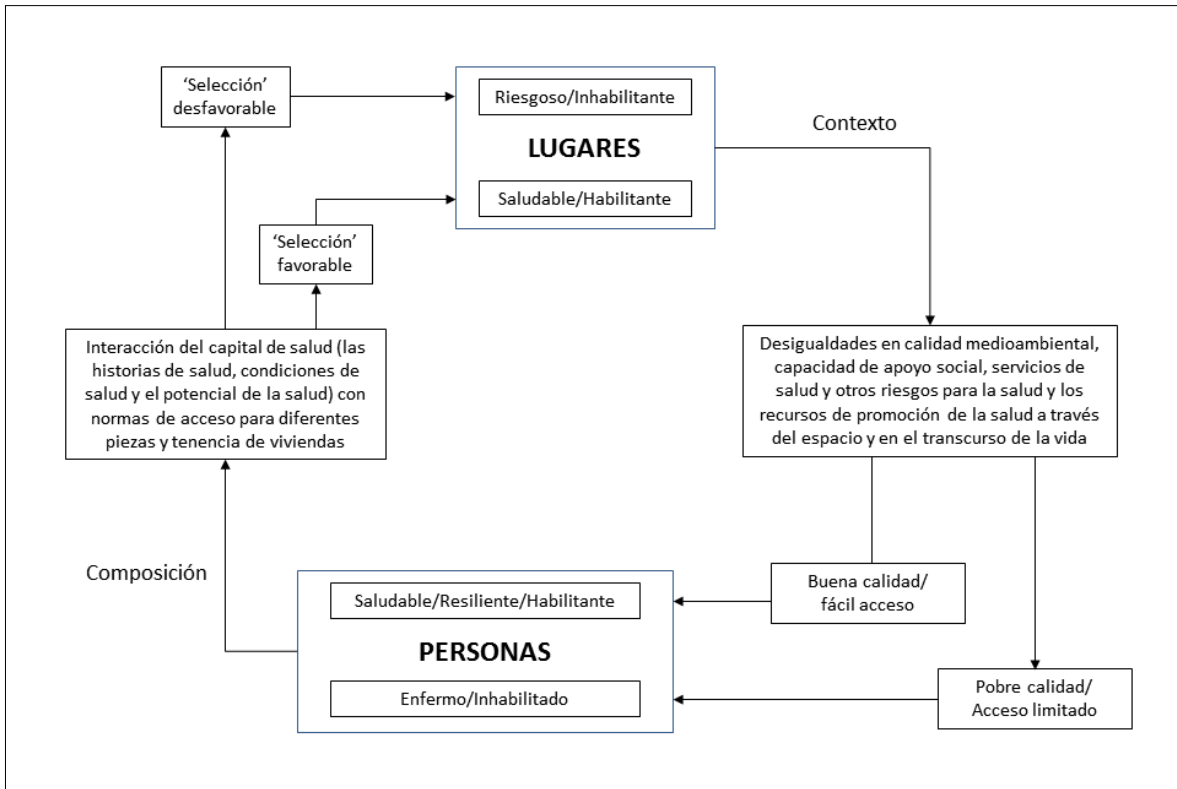 ‘Selección’
desfavorable
Riesgoso/Inhabilitante
LUGARES
Saludable/Habilitante
Contexto
‘Selección’
favorable
Interacción del capital de salud (las
historias de salud, condiciones de
salud y el potencial de la salud) con
normas de acceso para diferentes
piezas y tenencia de viviendas
Desigualdades en calidad medioambiental,
capacidad de apoyo social, servicios de
salud y otros riesgos para la salud y los
recursos de promoción de la salud a través
del espacio y en el transcurso de la vida
Composición
Saludable/Resiliente/Habilitante
PERSONAS
Enfermo/Inhabilitado
Buena calidad/
fácil acceso
Pobre calidad/
Acceso limitado